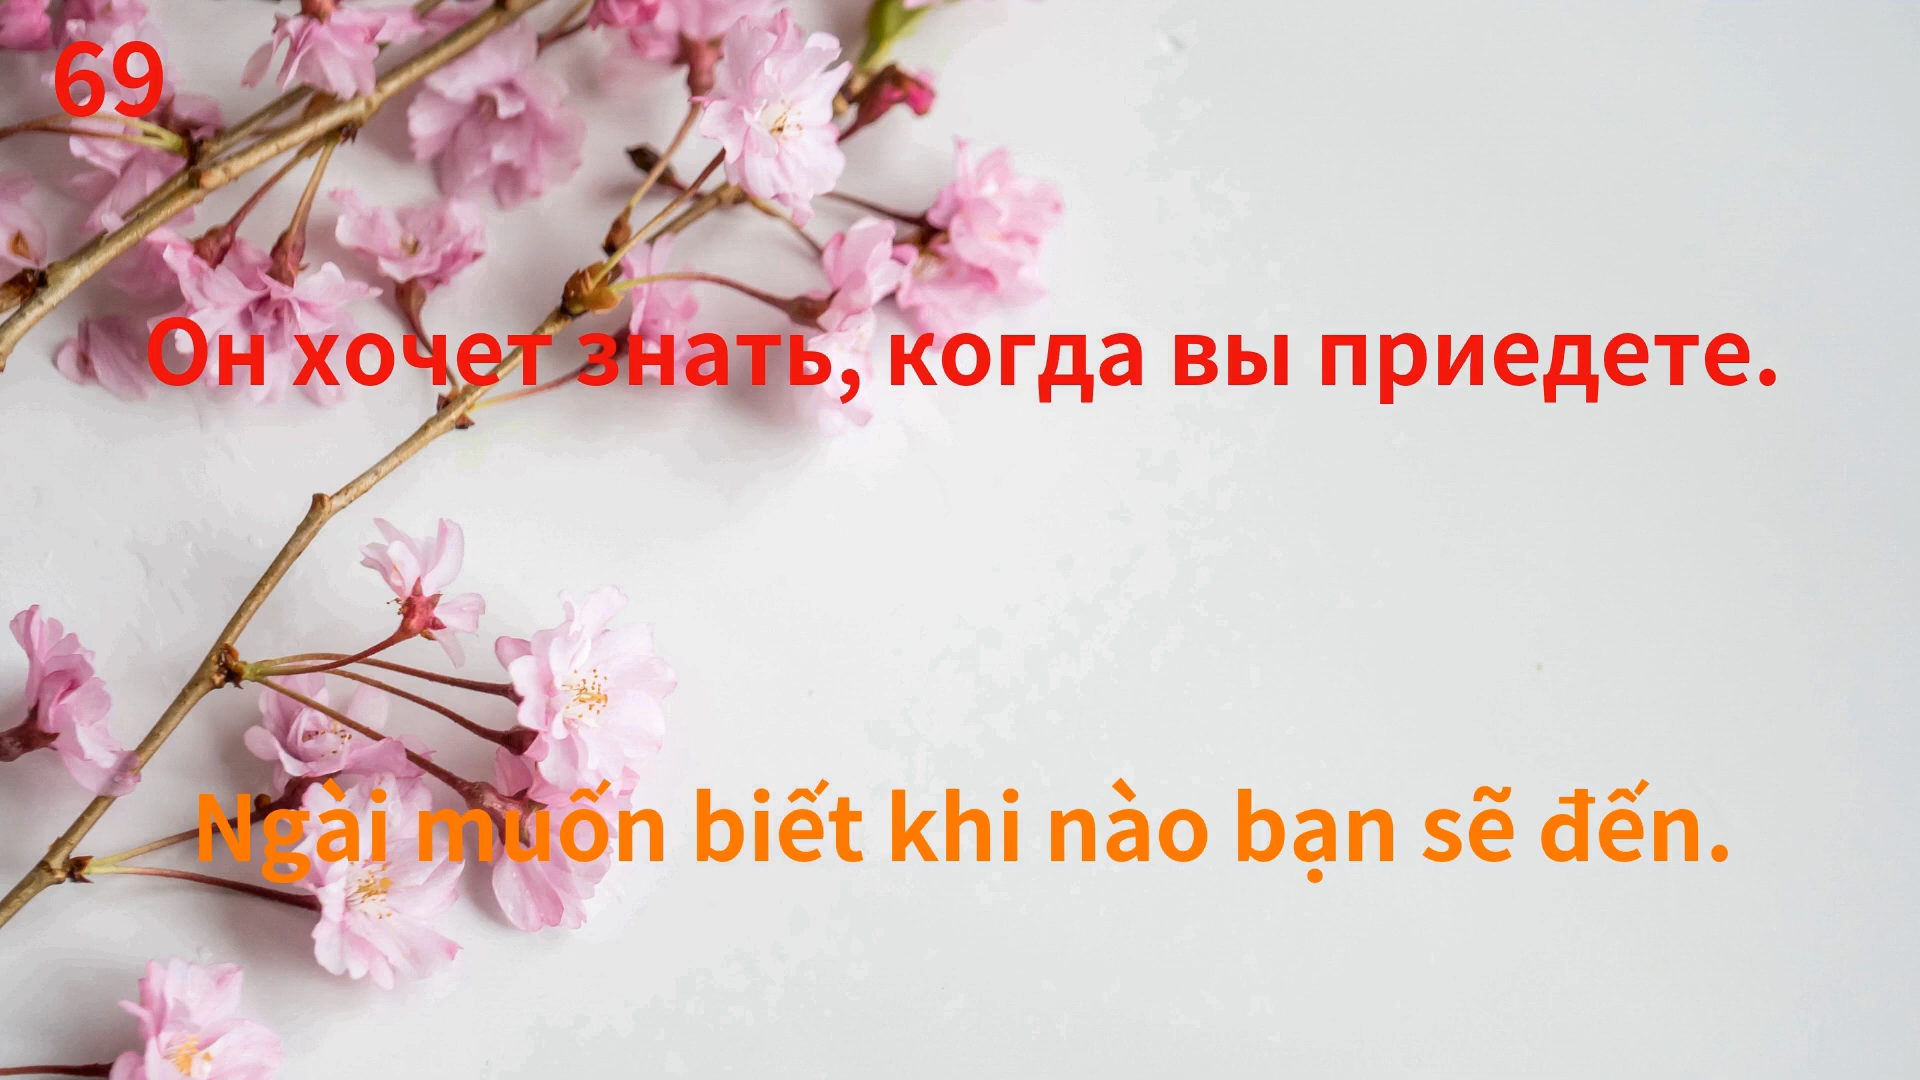 69
Он хочет знать, когда вы приедете.
Ngài muốn biết khi nào bạn sẽ đến.